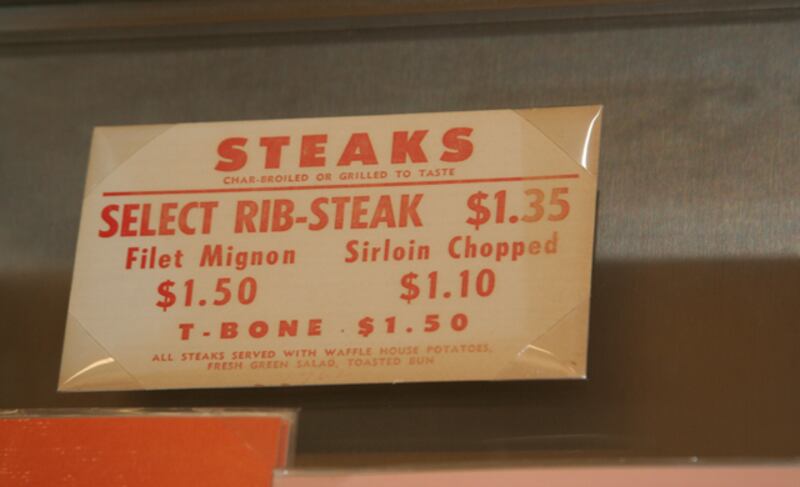 STEAKS
CHAR-BROILED OR GRILLED TO TASTE
SELECT RIB-STEAK $1.35
Filet Mignon Sirloin Chopped
$1.50 $1.10
T-BONE · $1.50
ALL STEAKS SERVED WITH WAFFLE HOUSE POTATOES,
FRESH GREEN SALAD, TOASTED BUN